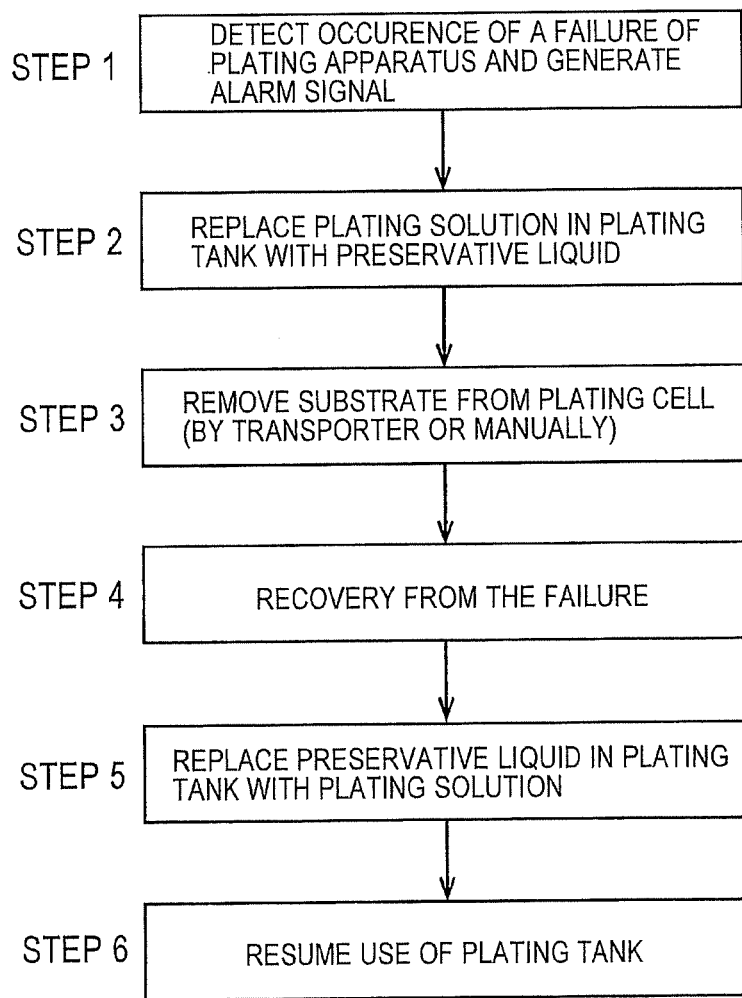 STEP 1
DETECT OCCURENCE OF A FAILURE OF
PLATING APPARATUS AND GENERATE
ALARM SIGNAL
STEP 2
REPLACE PLATING SOLUTION IN PLATING
TANK WITH PRESERVATIVE LIQUID
STEP 3
REMOVE SUBSTRATE FROM PLATING CELL
(BY TRANSPORTER OR MANUALLY)
STEP 4
RECOVERY FROM THE FAILURE
STEP 5
REPLACE PRESERVATIVE LIQUID IN PLATING
TANK WITH PLATING SOLUTION
STEP 6
RESUME USE OF PLATING TANK